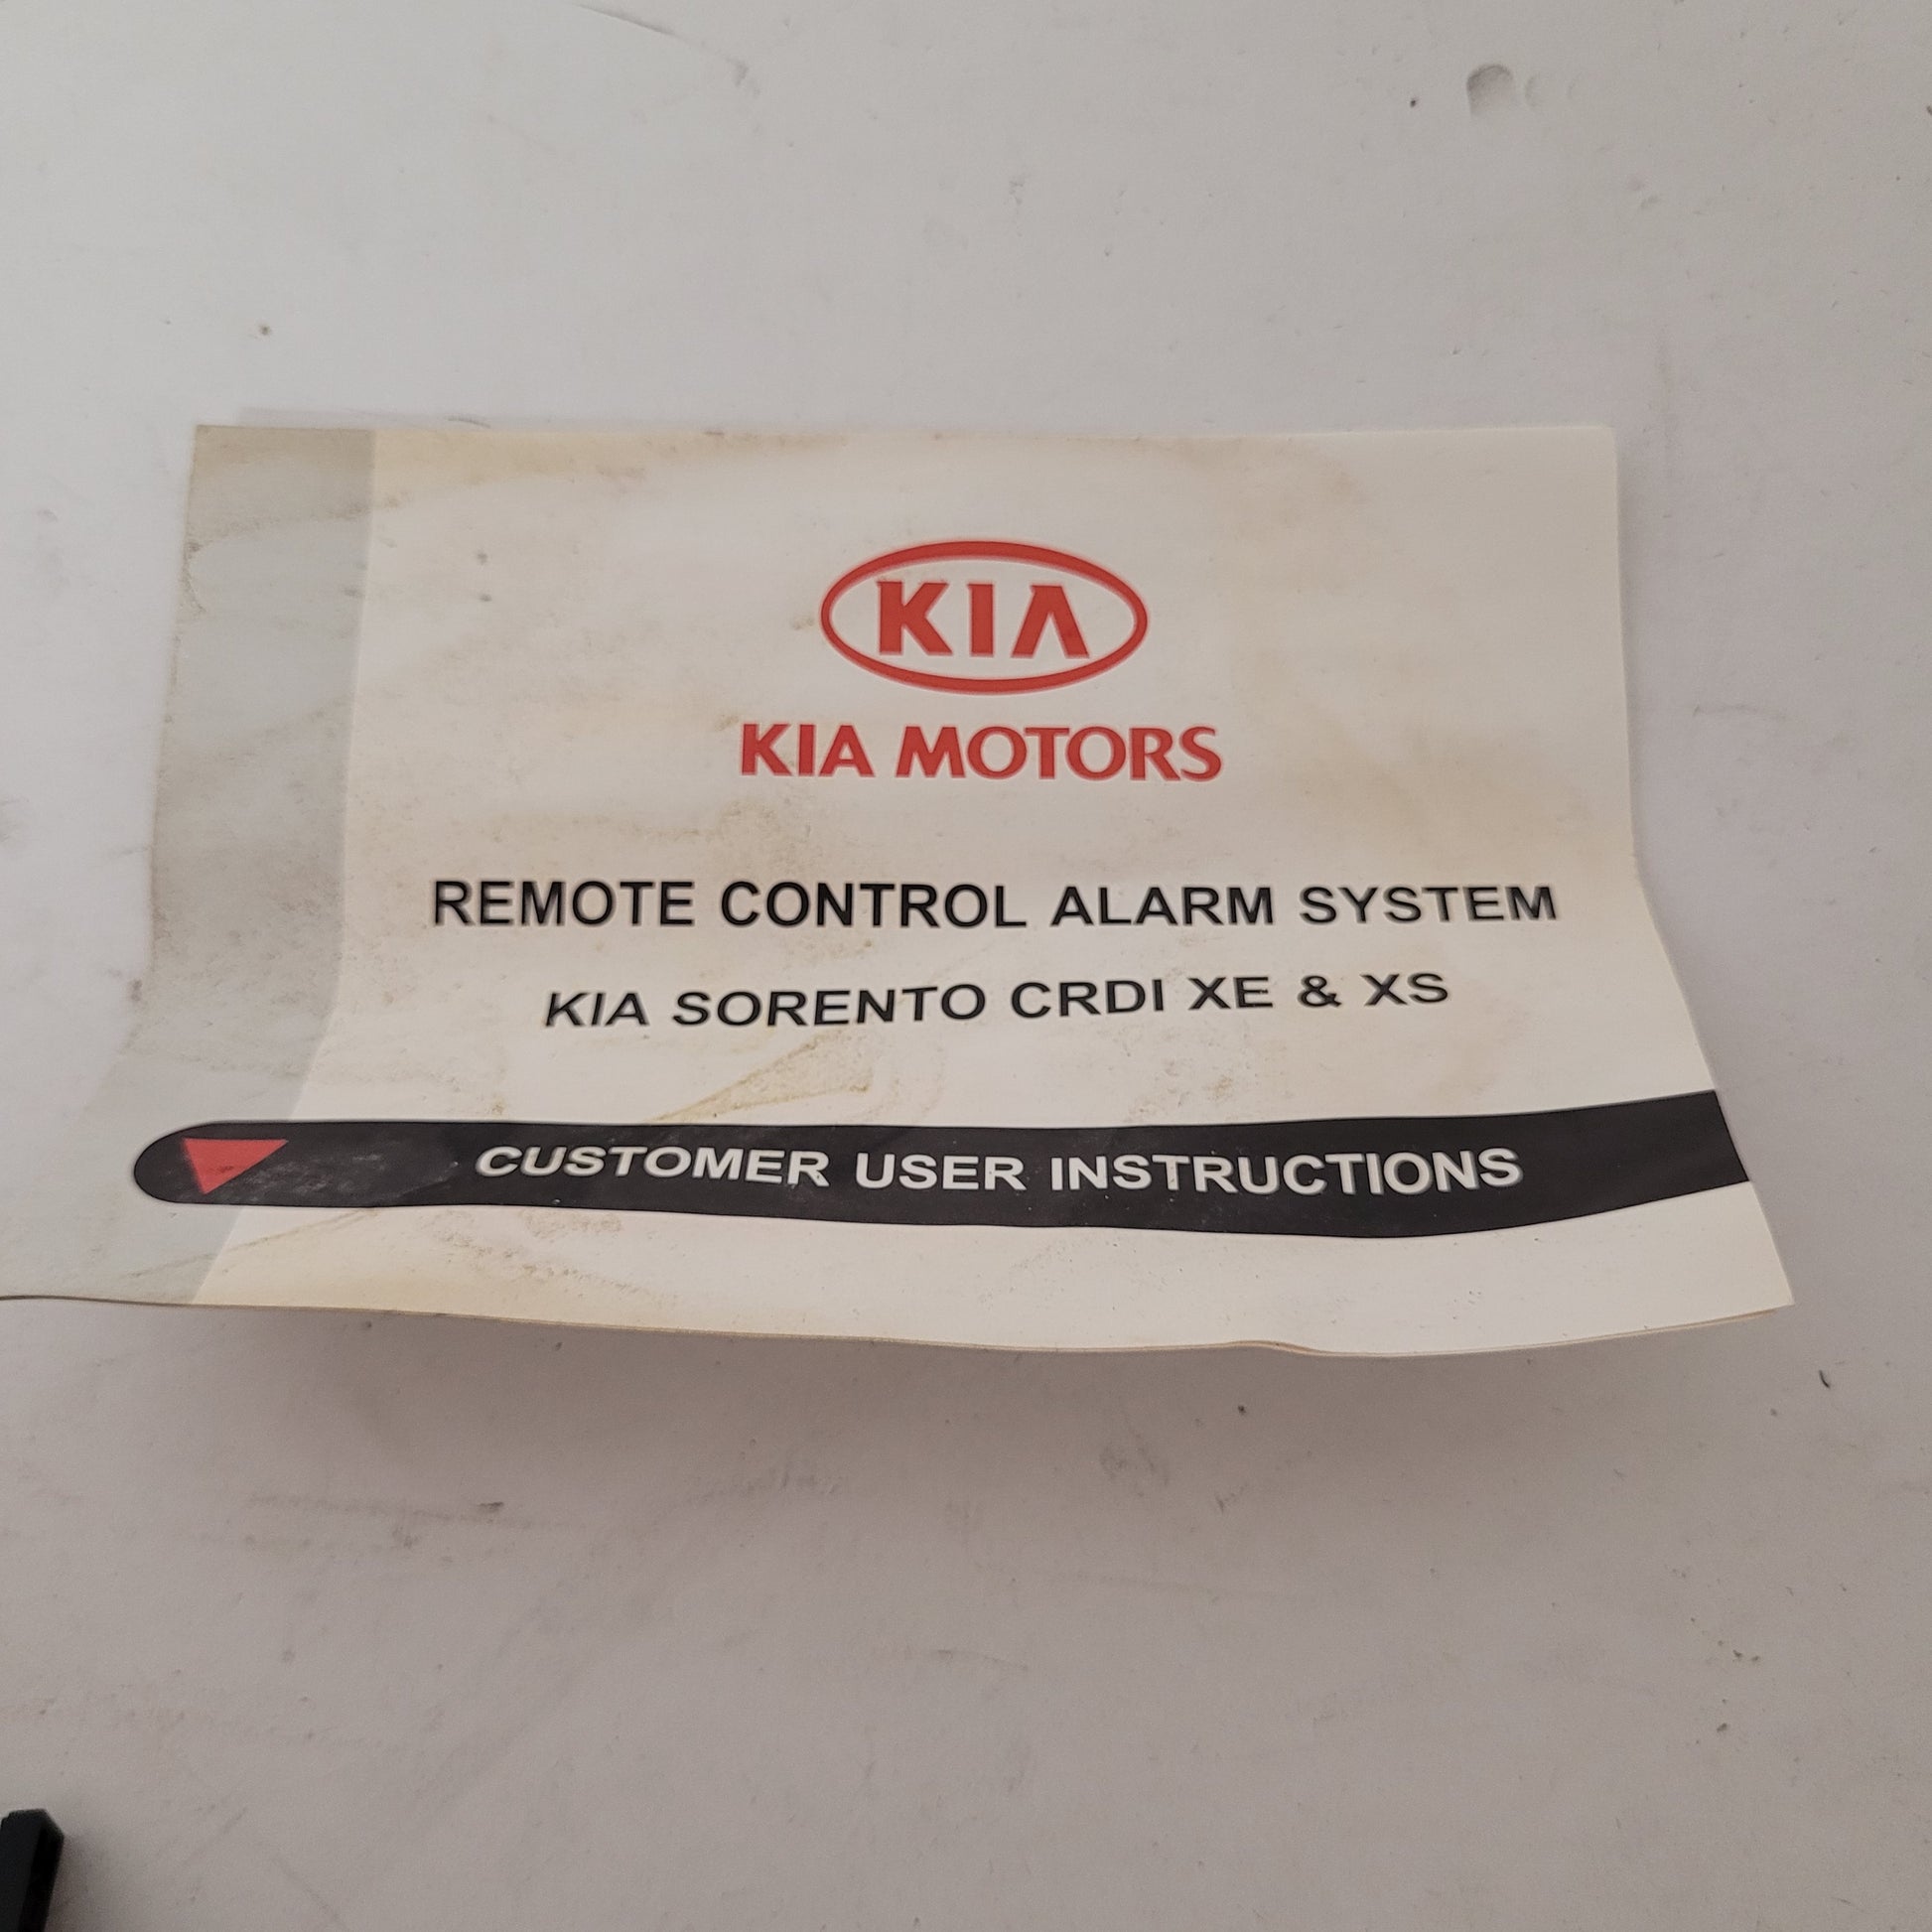 KIA
KIA MOTORS
REMOTE CONTROL ALARM SYSTEM
KIA SORENTO CRDI XE & XS
CUSTOMER USER INSTRUCTIONS